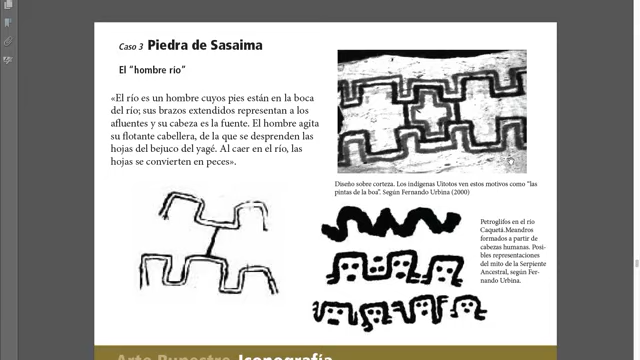 Caso 3 Piedra de Sasaima
El "hombre rio"
«El río es un hombre cuyos pies están en la boca
del río; sus brazos extendidos representan a los
afluentes y su cabeza es la fuente. El hombre agita
su flotante cabellera, de la que se desprenden las
hojas del bejuco del yagé. Al caer en el río, las
hojas se convierten en peces».
Diseño sobre corteza. Los indígenas Uitotos ven estos motivos como "las
pintas de la boa". Según Fernando Urbina (2000)
Petroglifos en el río
Caquetá.Meandros
formados a partir de
cabezas humanas. Posi-
bles representaciones
del mito de la Serpiente
Ancestral, según Fer-
nando Urbina.
Arte Rupestre Iconografía